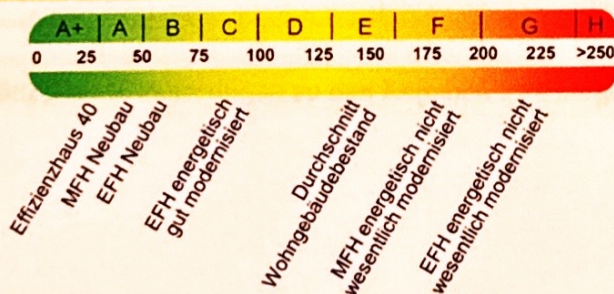 A+ A B C D E F G H
0 25 50 75 100 125 150 175 200 225 >250
Effizienzhaus 40
MFH Neubau
EFH Neubau
EFH energetisch
gut modernisiert
Durchschnitt
Wohngebäudebestand
MFH energetisch nicht
wesentlich modernisiert
EFH energetisch nicht
wesentlich modernisiert